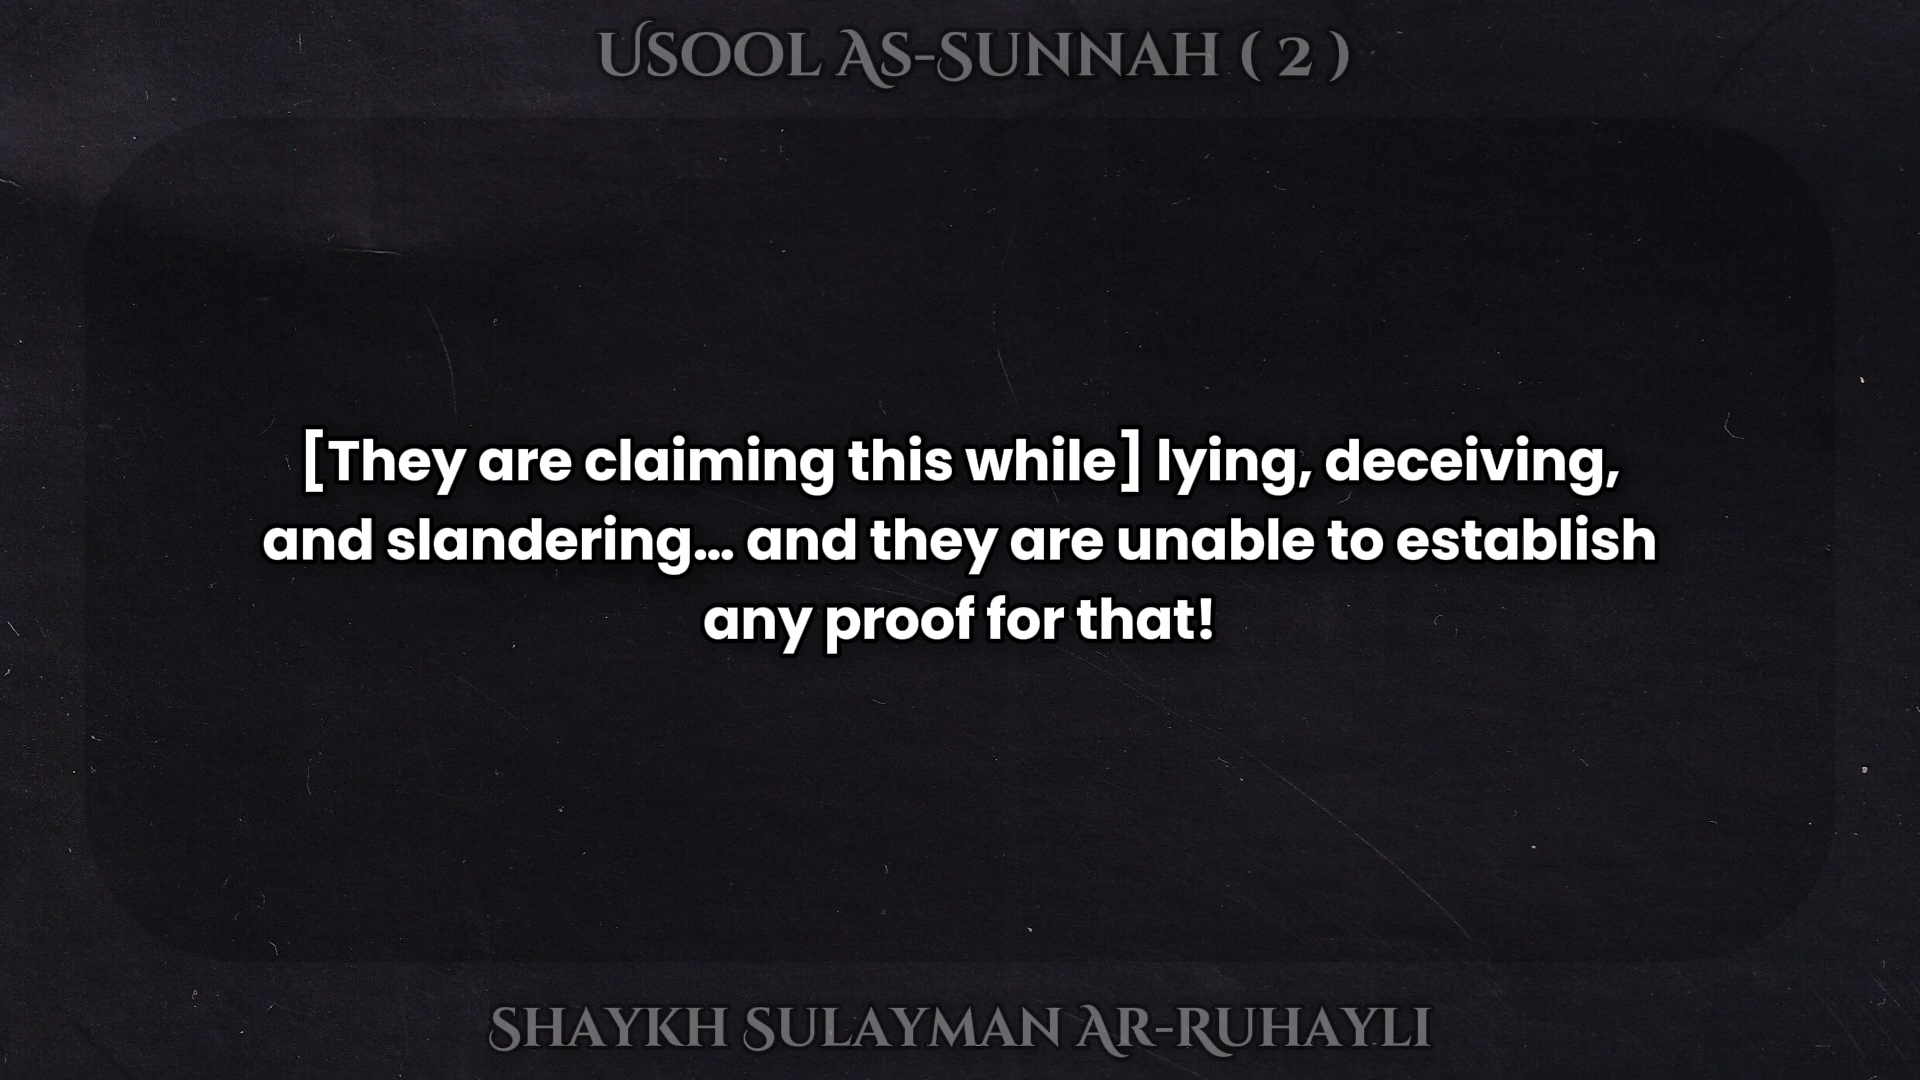 Usool As-Sunnah ( 2 )
[They are claiming this while] lying, deceiving,
and slandering... and they are unable to establish
any proof for that!
Shaykh Sulayman Ar-Ruhayli